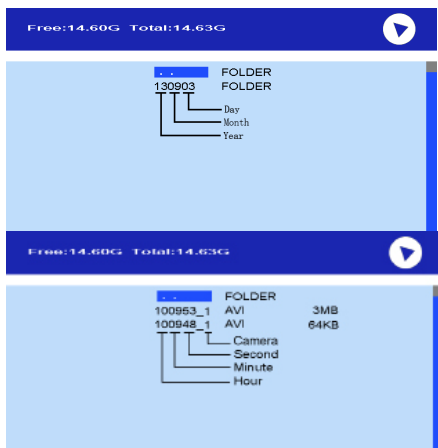 Free:14.60G Total:14.63G
. . FOLDER
130903 FOLDER
Day
Month
Year
Free:14.60G Total:14.63G
. . FOLDER
100953_1 AVI 3MB
100948_1 AVI 64KB
Camera
Second
Minute
Hour